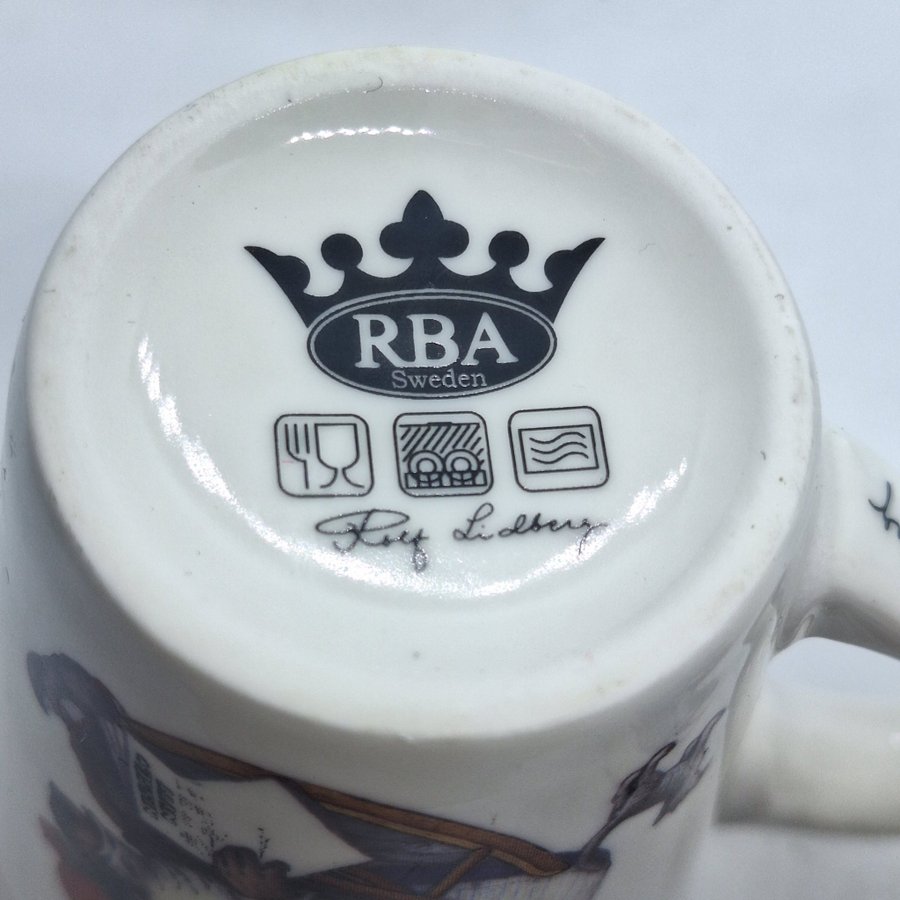 RBA
Sweden
Rolf Lidberg